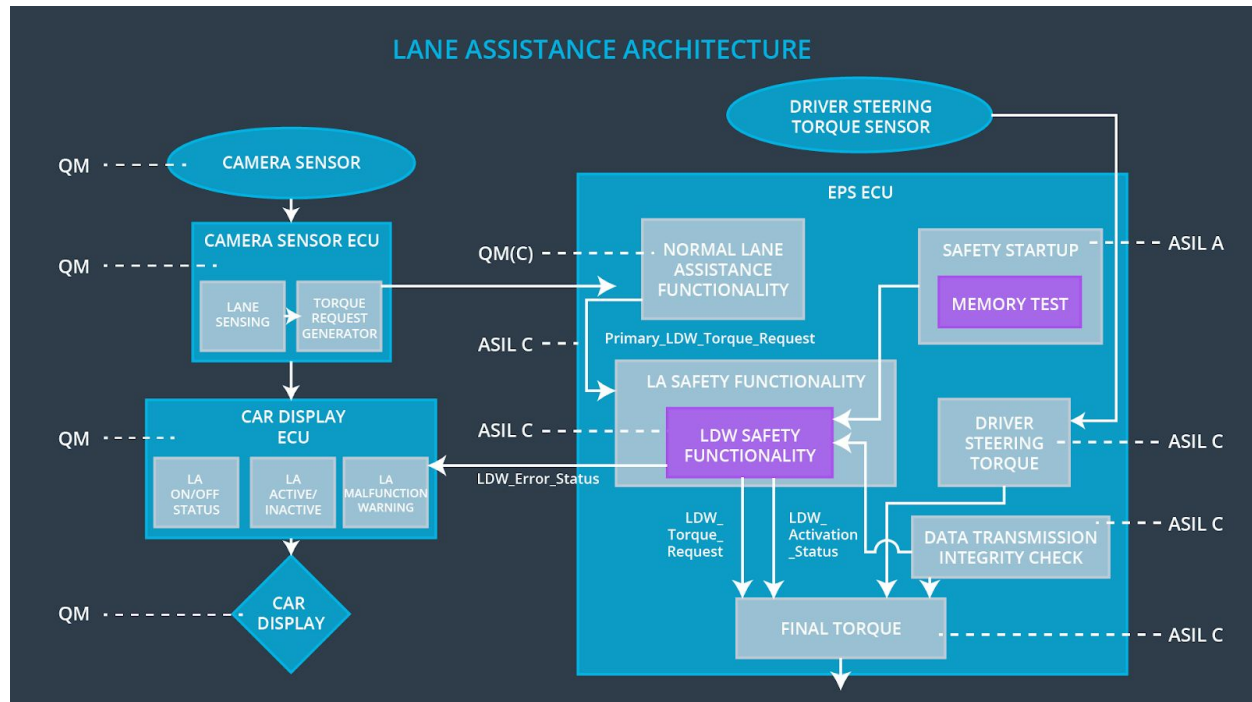 LANE ASSISTANCE ARCHITECTURE
QM
CAMERA SENSOR
QM
CAMERA SENSOR ECU
LANE
SENSING
TORQUE
REQUEST
GENERATOR
QM
CAR DISPLAY
ECU
LA
ON/OFF
STATUS
LA
ACTIVE/
INACTIVE
LA
MALFUNCTION
WARNING
QM
CAR
DISPLAY
DRIVER STEERING
TORQUE SENSOR
EPS ECU
QM(C)
NORMAL LANE
ASSISTANCE
FUNCTIONALITY
SAFETY STARTUP
MEMORY TEST
ASIL A
ASIL C
Primary_LDW_Torque_Request
LA SAFETY FUNCTIONALITY
ASIL C
LDW SAFETY
FUNCTIONALITY
LDW_Error_Status
DRIVER
STEERING
TORQUE
ASIL C
LDW_
Torque_
Request
LDW_
Activation
_Status
DATA TRANSMISSION
INTEGRITY CHECK
ASIL C
FINAL TORQUE
ASIL C